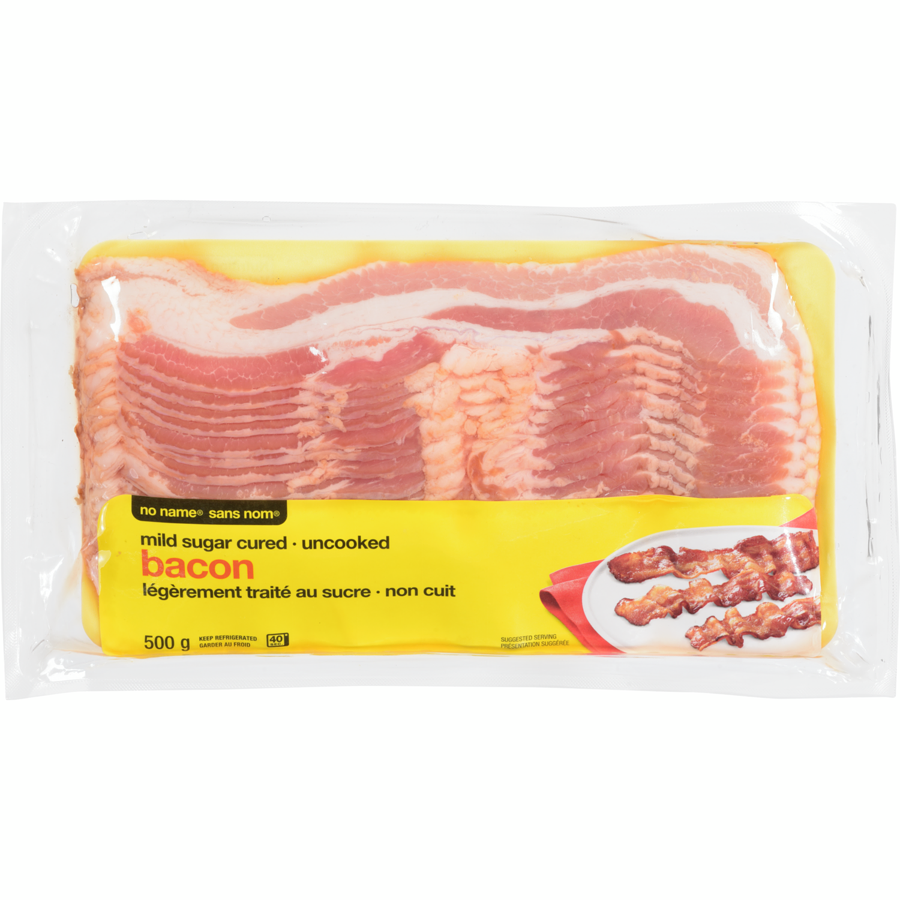 no name® sans nom®
mild sugar cured · uncooked
bacon
légèrement traité au sucre · non cuit
500 g
KEEP REFRIGERATED
GARDER AU FROID
40
SUGGESTED SERVING
PRÉSENTATION SUGGÉRÉE